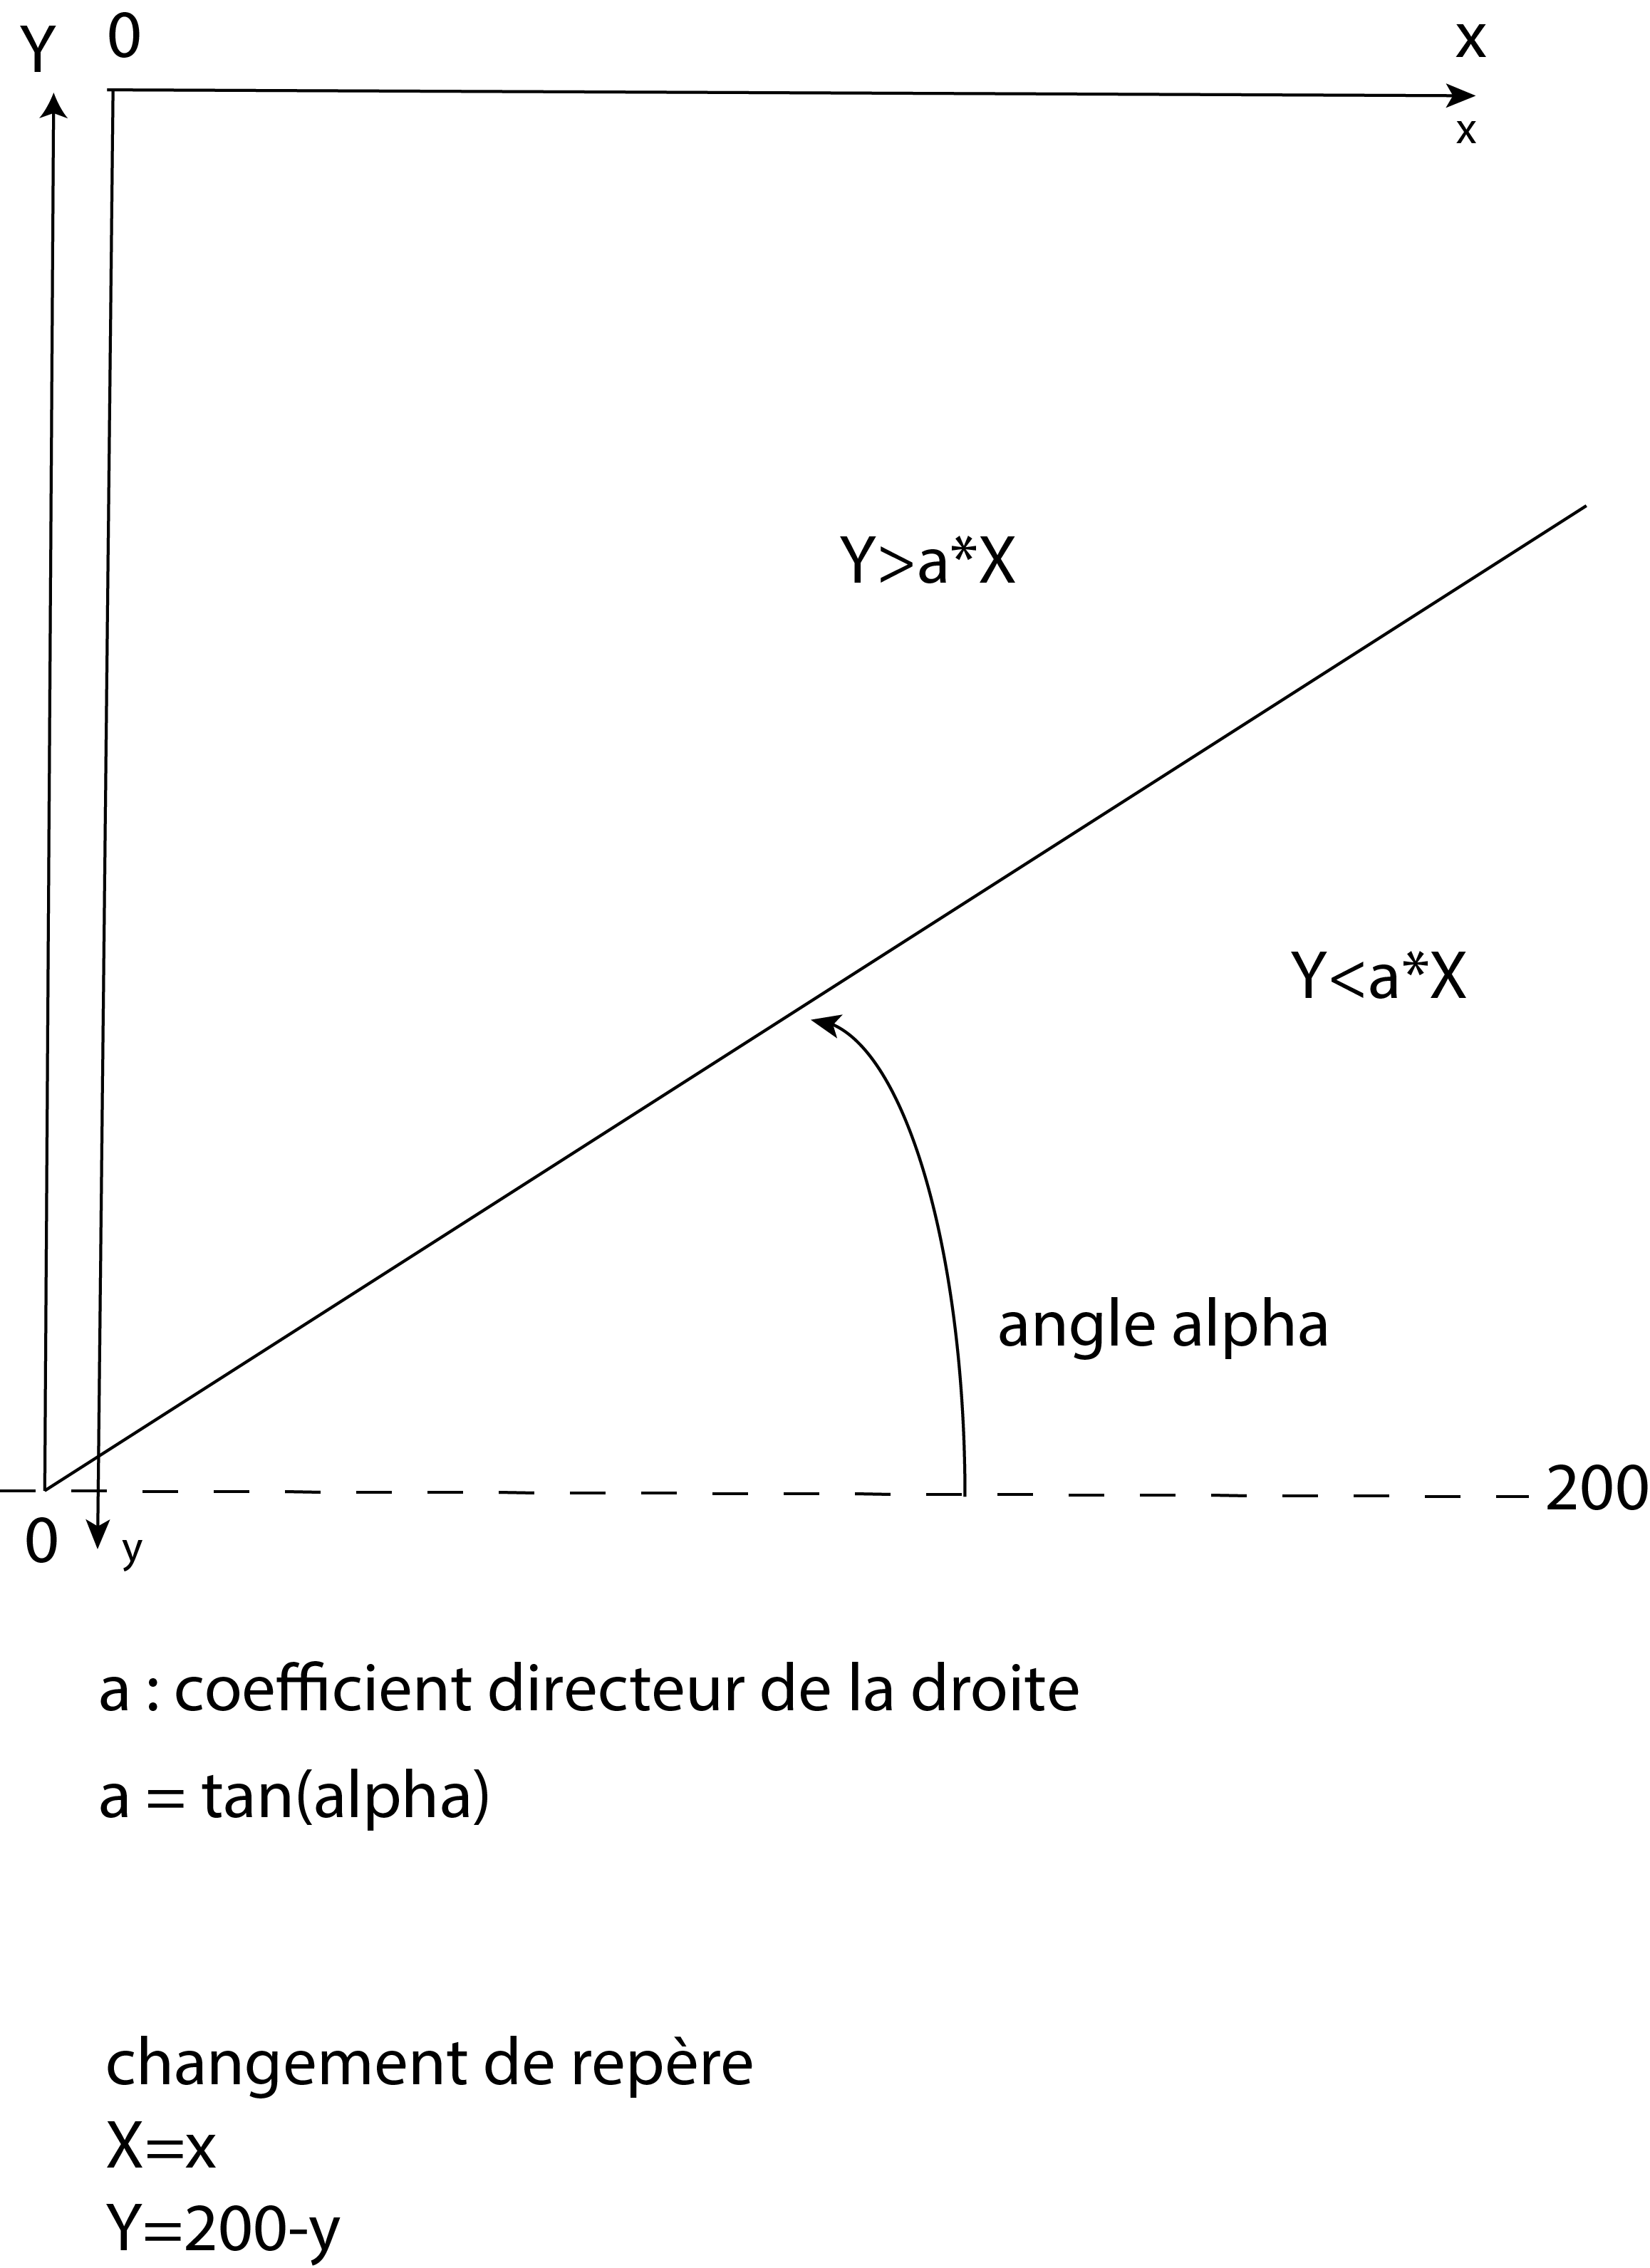 Y 0 x
x
Y>a*X
Y<a*X
angle alpha
200
0 y
a : coefficient directeur de la droite
a = tan(alpha)
changement de repère
X=x
Y=200-y